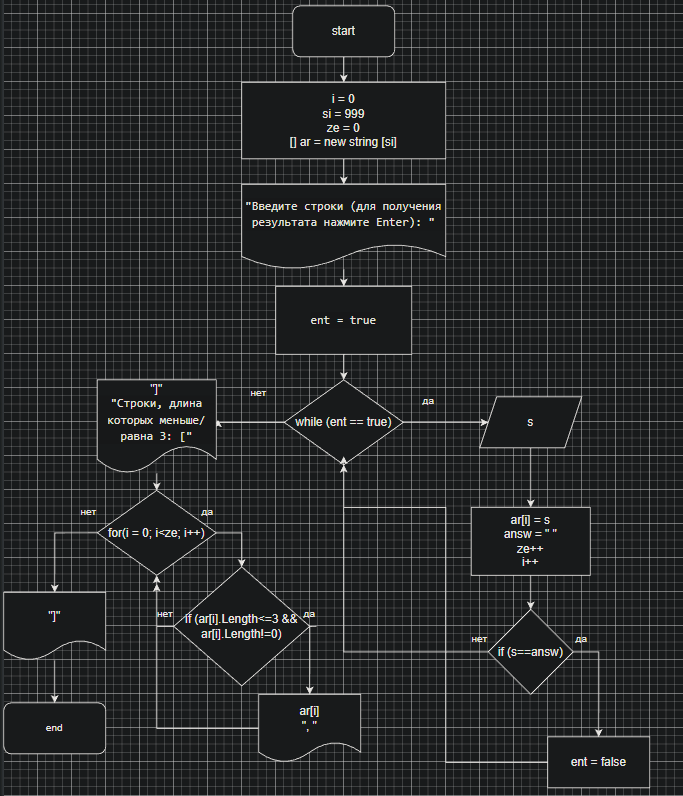 start
i = 0
si = 999
ze = 0
[] ar = new string [si]
"Введите строки (для получения
результата нажмите Enter): "
ent = true
while (ent == true)
нет
да
"]"
"Строки, длина
которых меньше/
равна 3: ["
s
ar[i] = s
answ = " "
ze++
i++
for(i = 0; i<ze; i++)
нет
да
if (s==answ)
нет
да
"]"
if (ar[i].Length<=3 &&
ar[i].Length!=0)
нет
да
ar[i]
", "
end
ent = false